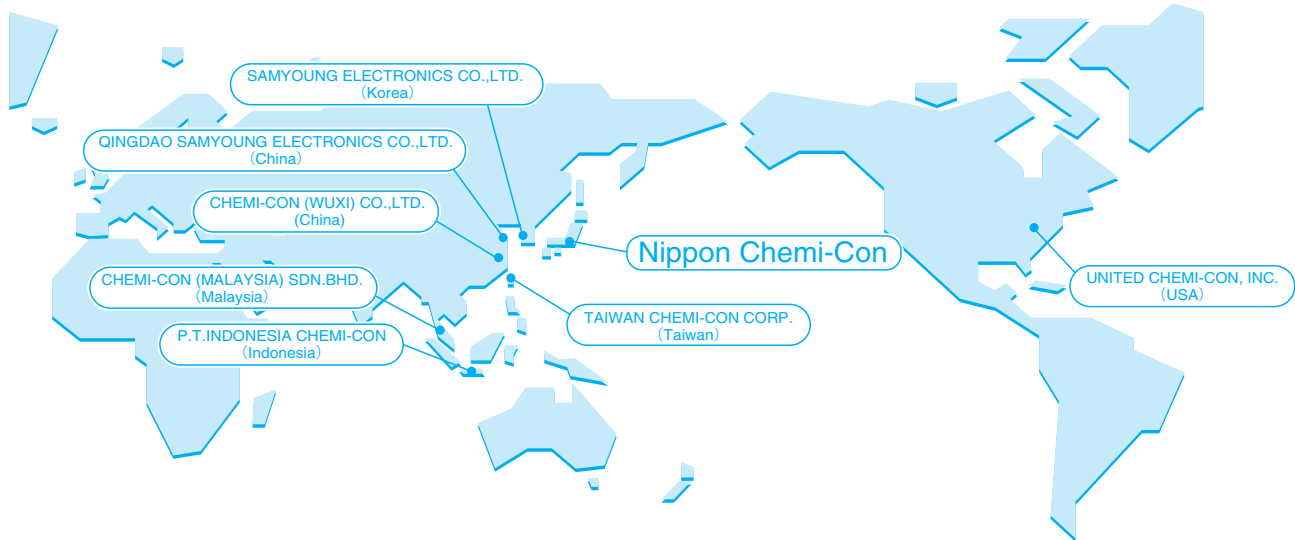 SAMYOUNG ELECTRONICS CO.,LTD.
（Korea）
QINGDAO SAMYOUNG ELECTRONICS CO.,LTD.
（China）
CHEMI-CON (WUXI) CO.,LTD.
(China)
Nippon Chemi-Con
CHEMI-CON (MALAYSIA) SDN.BHD.
（Malaysia）
UNITED CHEMI-CON, INC.
（USA）
TAIWAN CHEMI-CON CORP.
（Taiwan）
P.T.INDONESIA CHEMI-CON
（Indonesia）